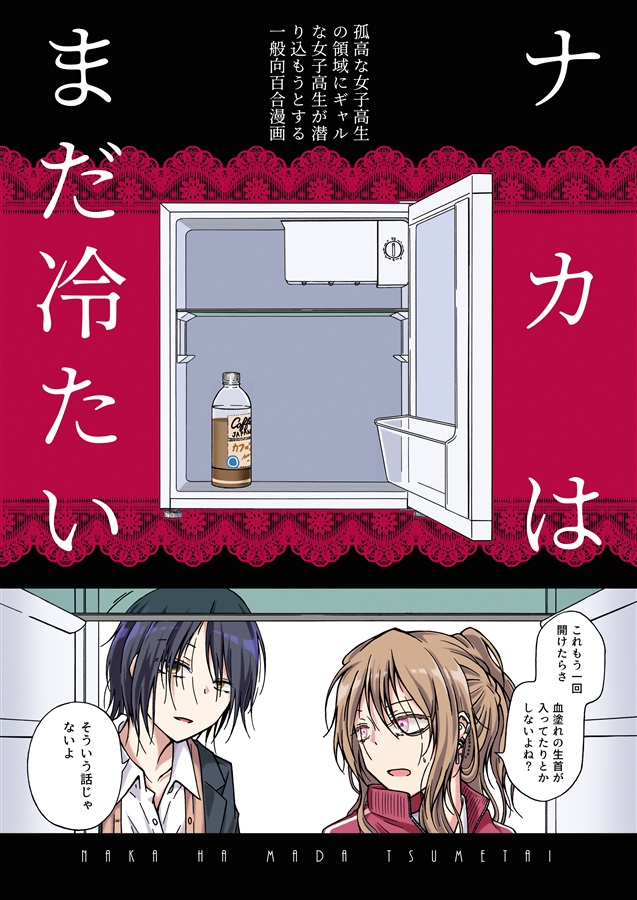 ナカは
まだ冷たい
孤高な女子高生
の領域にギャル
な女子高生が潜
り込もうとする
一般向百合漫画
Coffee
JAPAN
これもう一回
開けたらさ
血塗れの生首が
入ってたりとか
しないよね？
そういう話じゃ
ないよ
NAKA HA MADA TSUMETAI